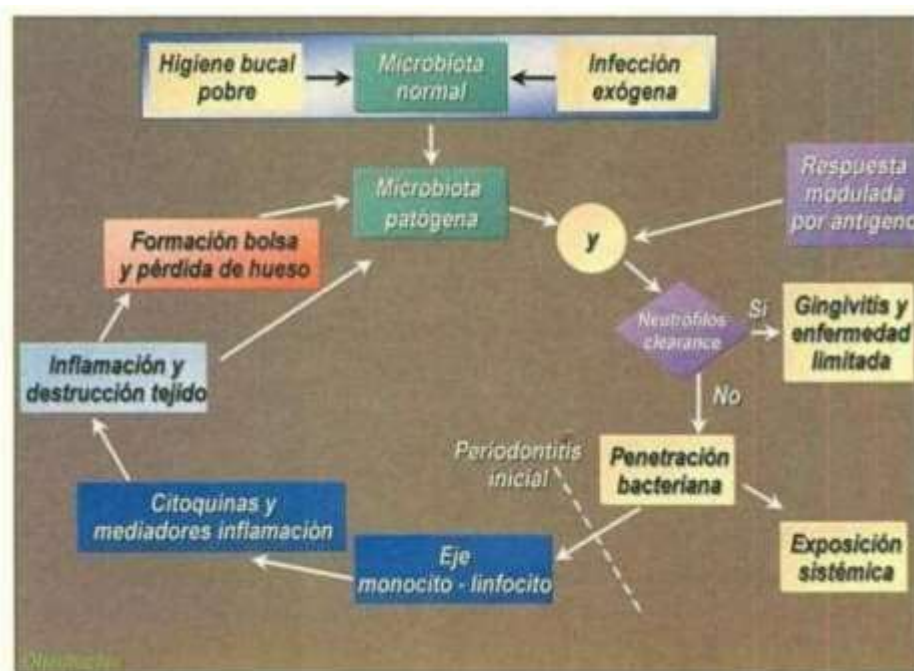 Higiene bucal
pobre
Microbiota
normal
Infección
exógena
Microbiota
patógena
Respuesta
modulada
por antígeno
y
Formación bolsa
y pérdida de hueso
Neutrófilos
clearance
Si
Gingivitis y
enfermedad
limitada
Inflamación y
destrucción tejido
No
Periodontitis
inicial
Penetración
bacteriana
Citoquinas y
mediadores inflamación
Eje
monocito - linfocito
Exposición
sistémica